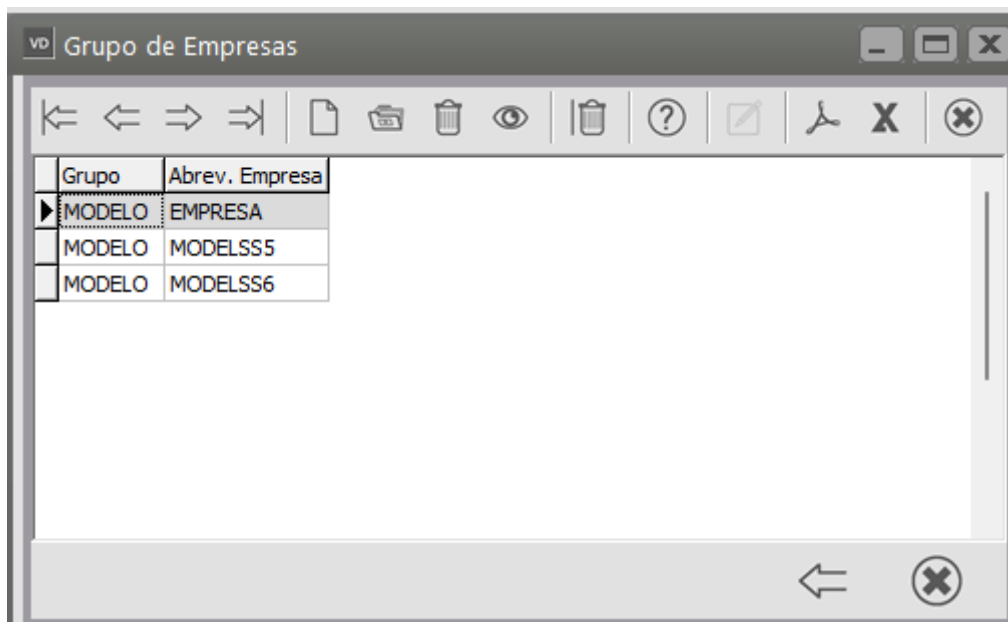 VD Grupo de Empresas
Grupo Abrev. Empresa
MODELO EMPRESA
MODELO MODELSS5
MODELO MODELSS6